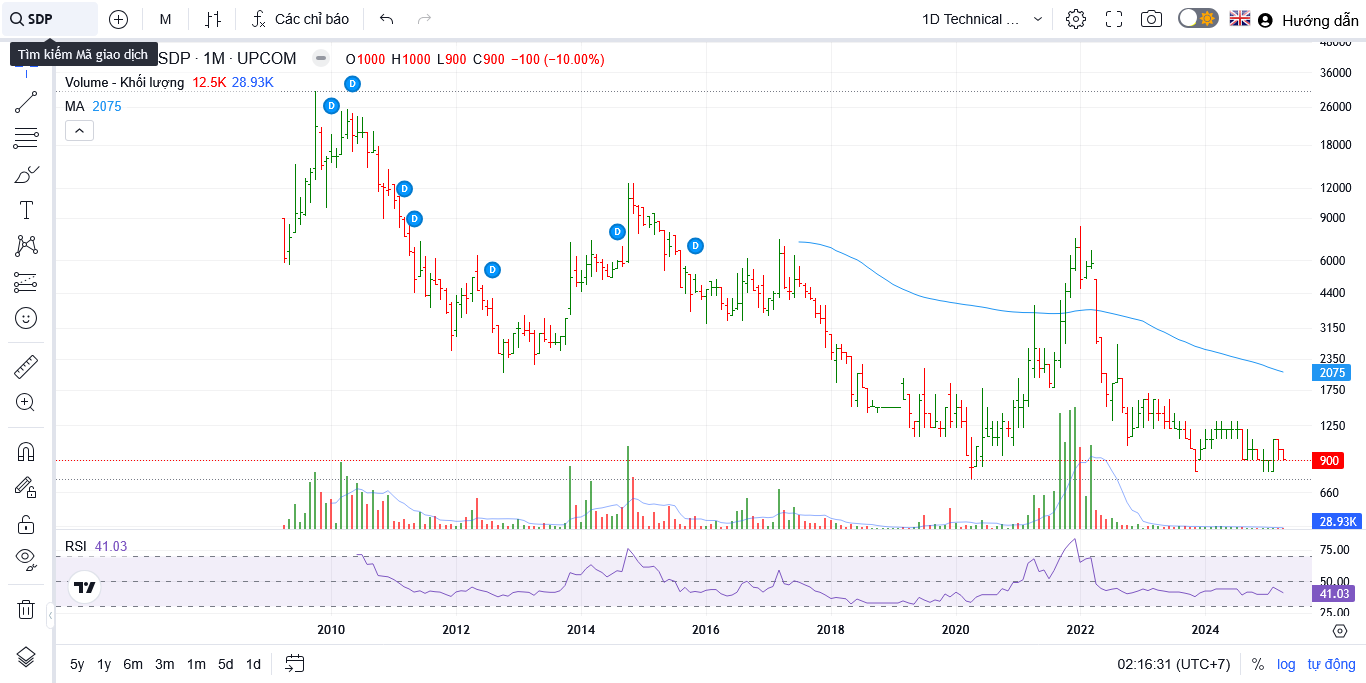 SDP
M
Các chỉ báo
1D Technical ...
Hướng dẫn
Tìm kiếm Mã giao dịch
SDP · 1M · UPCOM
O1000 H1000 L900 C900 −100 (−10.00%)
Volume - Khối lượng 12.5K 28.93K
MA 2075
D
D
D
D
D
D
D
48000
36000
26000
18000
12000
9000
6000
4400
3150
2350
2075
1750
1250
900
660
28.93K
RSI 41.03
75.00
50.00
41.03
25.00
2010 2012 2014 2016 2018 2020 2022 2024
5y 1y 6m 3m 1m 5d 1d
02:16:31 (UTC+7) % log tự động